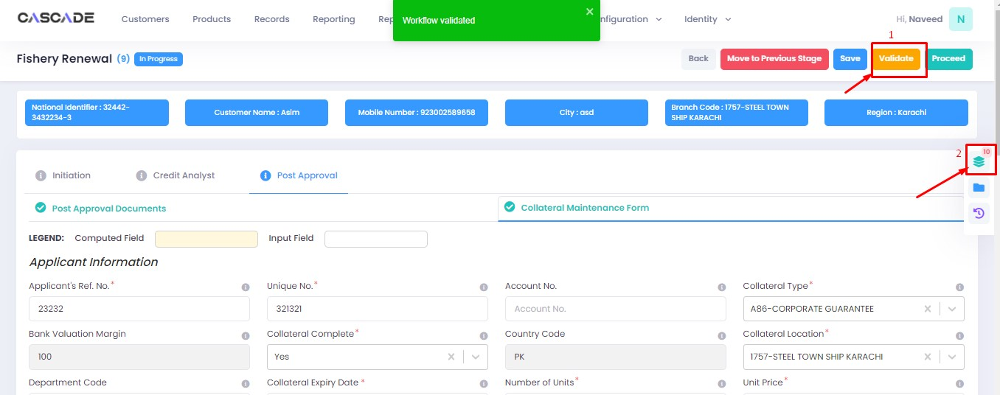 CASCADE Customers Products Records Reporting Rep Workflow validated nfiguration Identity Hi, Naveed N
1
Fishery Renewal (9) In Progress Back Move to Previous Stage Save Validate Proceed
National Identifier : 32442-
3432234-3
Customer Name : Asim
Mobile Number : 923002589658
City : asd
Branch Code : 1757-STEEL TOWN
SHIP KARACHI
Region : Karachi
2 10
Initiation Credit Analyst Post Approval
Post Approval Documents Collateral Maintenance Form
LEGEND: Computed Field Input Field
Applicant Information
Applicant's Ref. No.* Unique No.* Account No. Collateral Type*
23232 321321 Account No. A86-CORPORATE GUARANTEE
Bank Valuation Margin Collateral Complete* Country Code Collateral Location*
100 Yes PK 1757-STEEL TOWN SHIP KARACHI
Department Code Collateral Expiry Date * Number of Units* Unit Price*